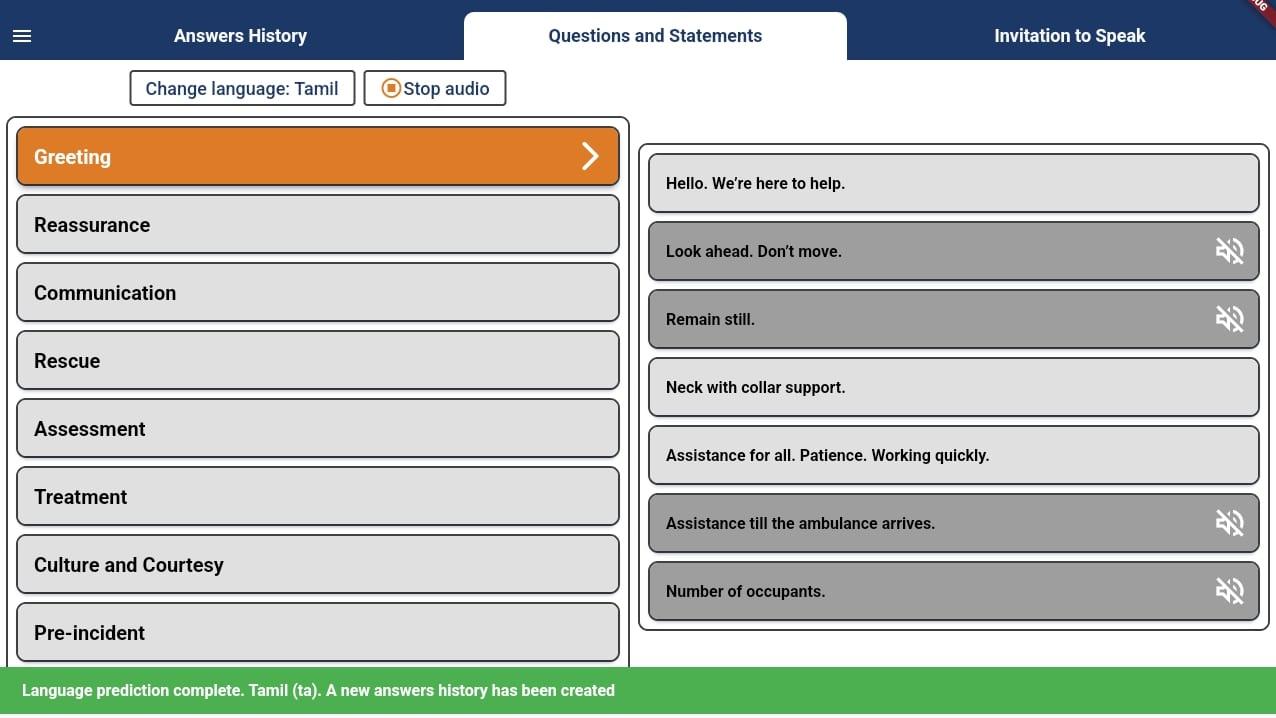 Answers History
Questions and Statements
Invitation to Speak
Change language: Tamil
Stop audio
Greeting
Reassurance
Communication
Rescue
Assessment
Treatment
Culture and Courtesy
Pre-incident
Hello. We’re here to help.
Look ahead. Don’t move.
Remain still.
Neck with collar support.
Assistance for all. Patience. Working quickly.
Assistance till the ambulance arrives.
Number of occupants.
Language prediction complete. Tamil (ta). A new answers history has been created